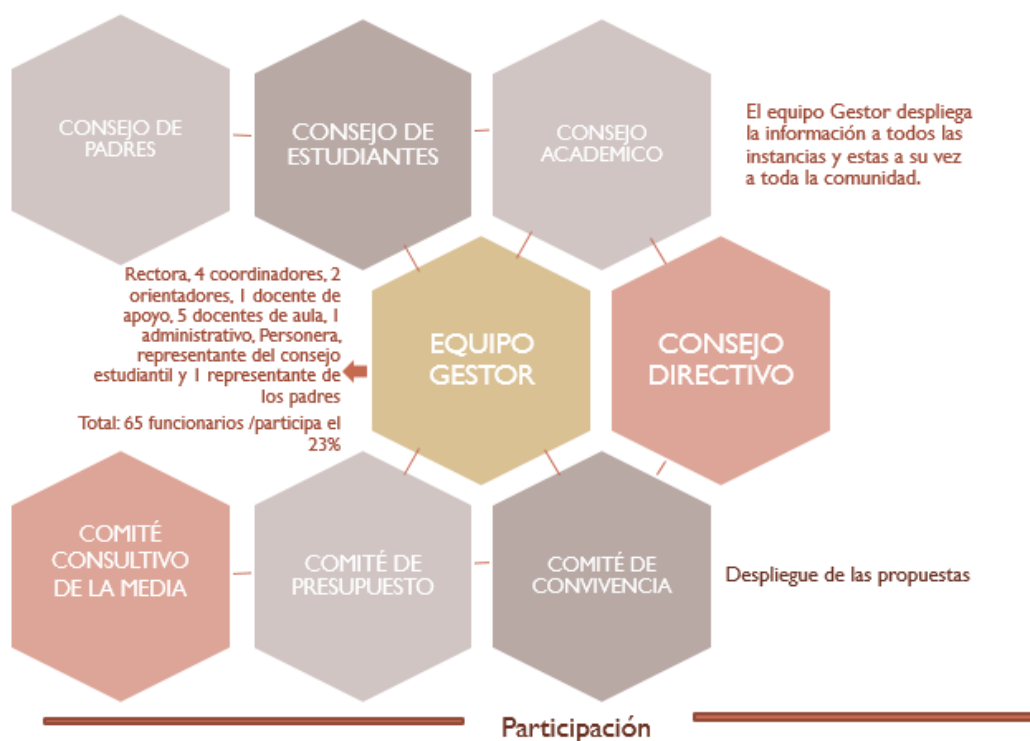 CONSEJO DE
PADRES
CONSEJO DE
ESTUDIANTES
CONSEJO
ACADEMICO
El equipo Gestor despliega
la información a todos las
instancias y estas a su vez
a toda la comunidad.
Rectora, 4 coordinadores, 2
orientadores, 1 docente de
apoyo, 5 docentes de aula, 1
administrativo, Personera,
representante del consejo
estudiantil y 1 representante de
los padres
Total: 65 funcionarios /participa el
23%
EQUIPO
GESTOR
CONSEJO
DIRECTIVO
COMITÉ
CONSULTIVO
DE LA MEDIA
COMITÉ DE
PRESUPUESTO
COMITÉ DE
CONVIVENCIA
Despliegue de las propuestas
Participación